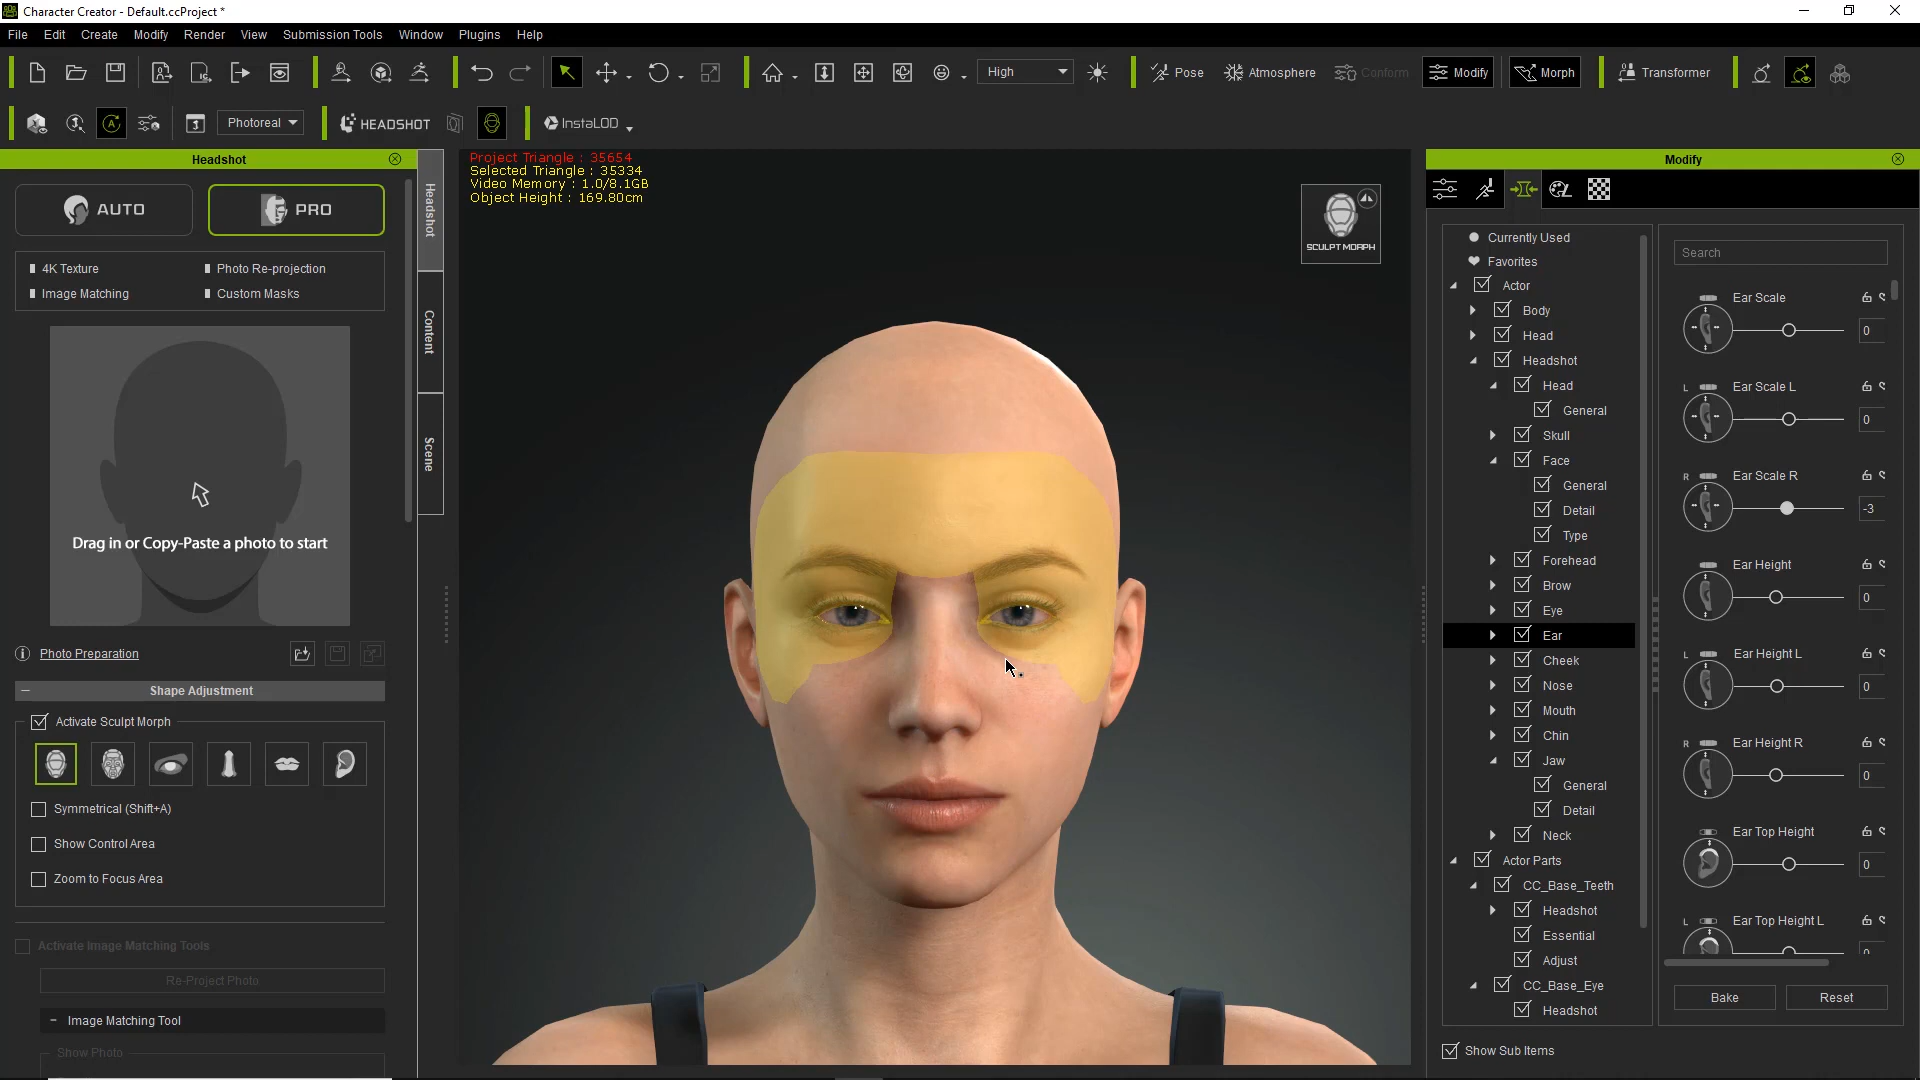 Character Creator - Default.ccProject *
File Edit Create Modify Render View Submission Tools Window Plugins Help
High Pose Atmosphere Conform Modify Morph Transformer
Photoreal HEADSHOT InstaLOD
Headshot
AUTO PRO
4K Texture Photo Re-projection
Image Matching Custom Masks
Drag in or Copy-Paste a photo to start
Photo Preparation
Shape Adjustment
Activate Sculpt Morph
Symmetrical (Shift+A)
Show Control Area
Zoom to Focus Area
Activate Image Matching Tools
Re-Project Photo
Image Matching Tool
Show Photo
Headshot
Content
Scene
Project Triangle : 35654
Selected Triangle : 35334
Video Memory : 1.0/8.1GB
Object Height : 169.80cm
SCULPT MORPH
Modify
Currently Used
Favorites
Actor
Body
Head
Headshot
Head
General
Skull
Face
General
Detail
Type
Forehead
Brow
Eye
Ear
Cheek
Nose
Mouth
Chin
Jaw
General
Detail
Neck
Actor Parts
CC_Base_Teeth
Headshot
Essential
Adjust
CC_Base_Eye
Headshot
Show Sub Items
Search
Ear Scale
0
L Ear Scale L
0
R Ear Scale R
-3
Ear Height
0
L Ear Height L
0
R Ear Height R
0
Ear Top Height
0
L Ear Top Height L
0
Bake Reset